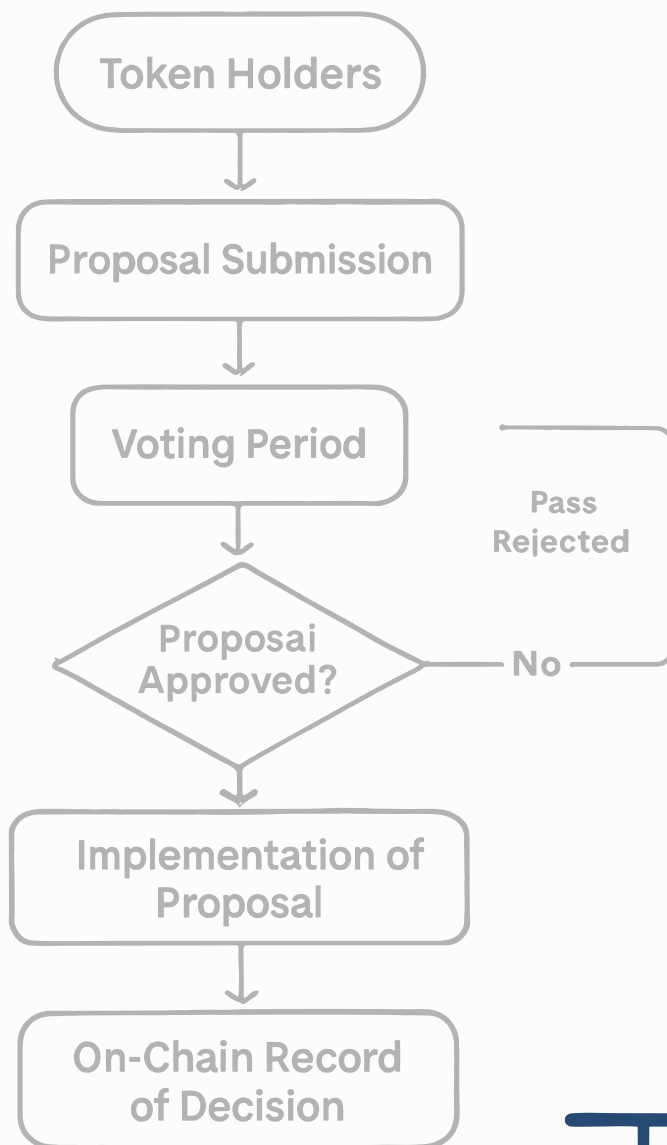 Token Holders
Proposal Submission
Voting Period
Pass
Rejected
Proposai
Approved?
No
Implementation of
Proposal
On-Chain Record
of Decision